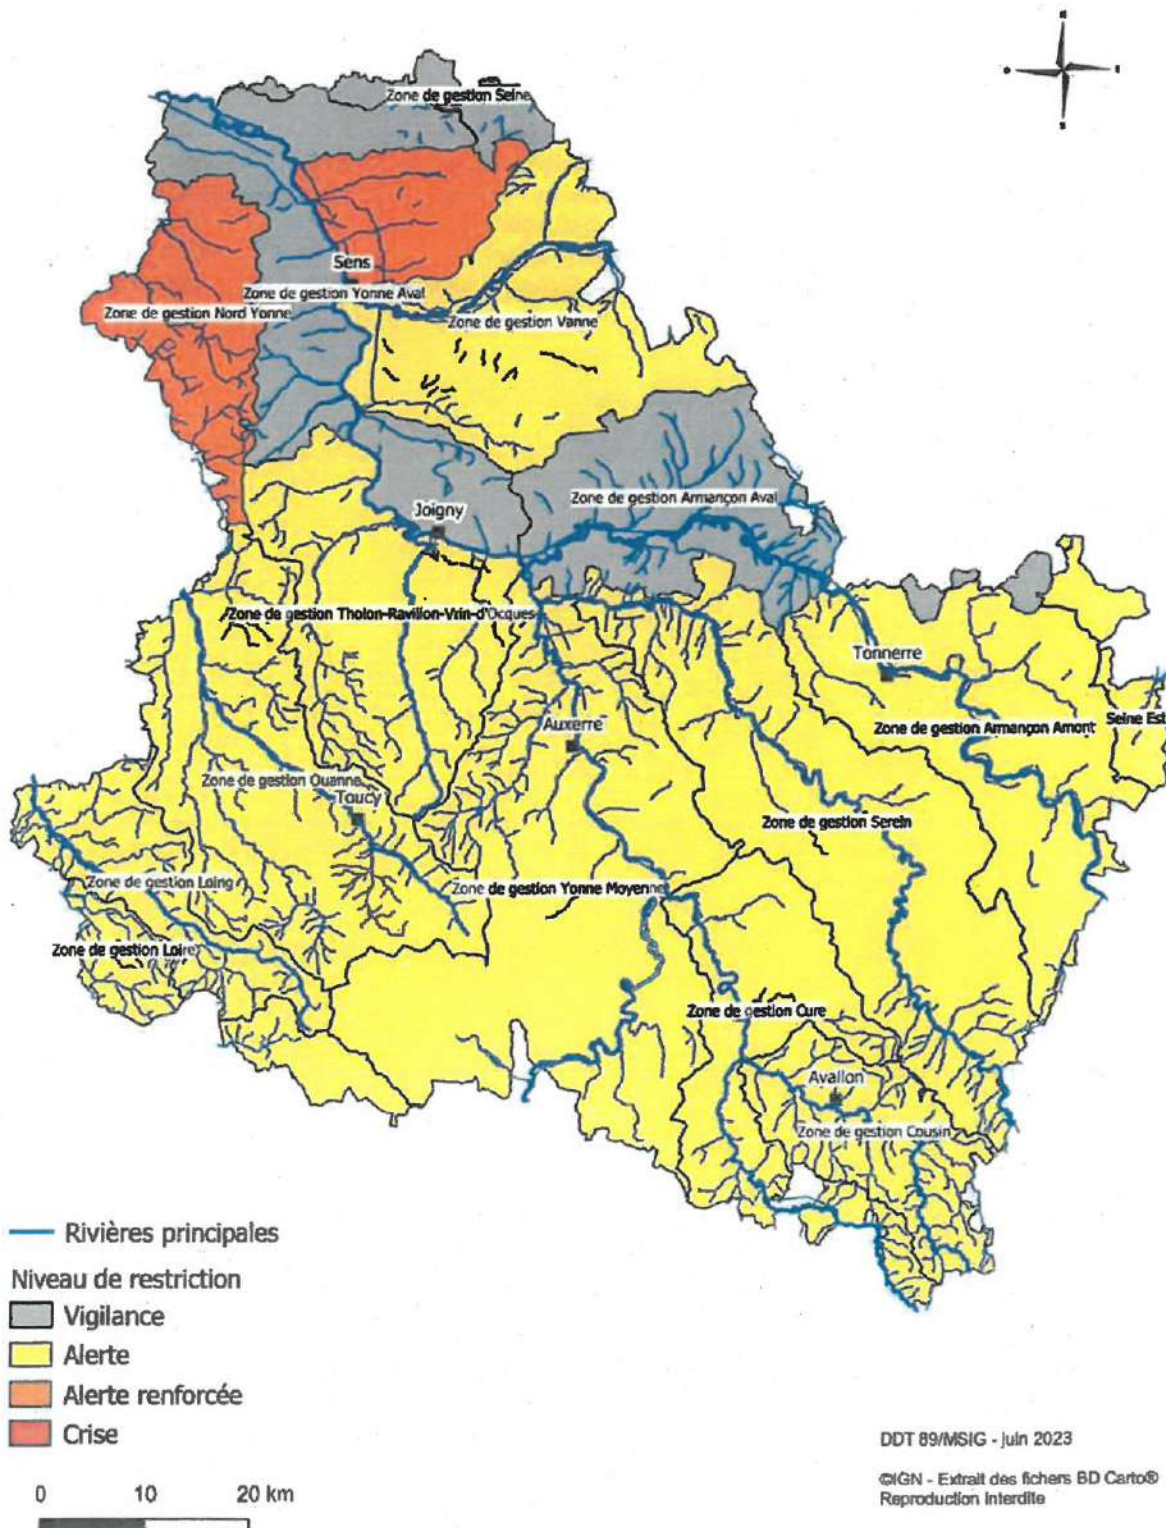 Zone de gestion Seine
Sens
Zone de gestion Yonne Aval
Zone de gestion Nord Yonne
Zone de gestion Vanne
Zone de gestion Armançon Aval
Joigny
Zone de gestion Tholon-Ravillon-Vrin-d'Ocques
Tonnerre
Seine Est
Auxerre
Zone de gestion Armançon Amont
Zone de gestion Ouanne
Toucy
Zone de gestion Serein
Zone de gestion Loing
Zone de gestion Yonne Moyenne
Zone de gestion Loire
Zone de gestion Cure
Avallon
Zone de gestion Cousin
Rivières principales
Niveau de restriction
Vigilance
Alerte
Alerte renforcée
Crise
DDT 89/MSIG - juin 2023
©IGN - Extrait des fichers BD Carto®
Reproduction Interdite
0 10 20 km